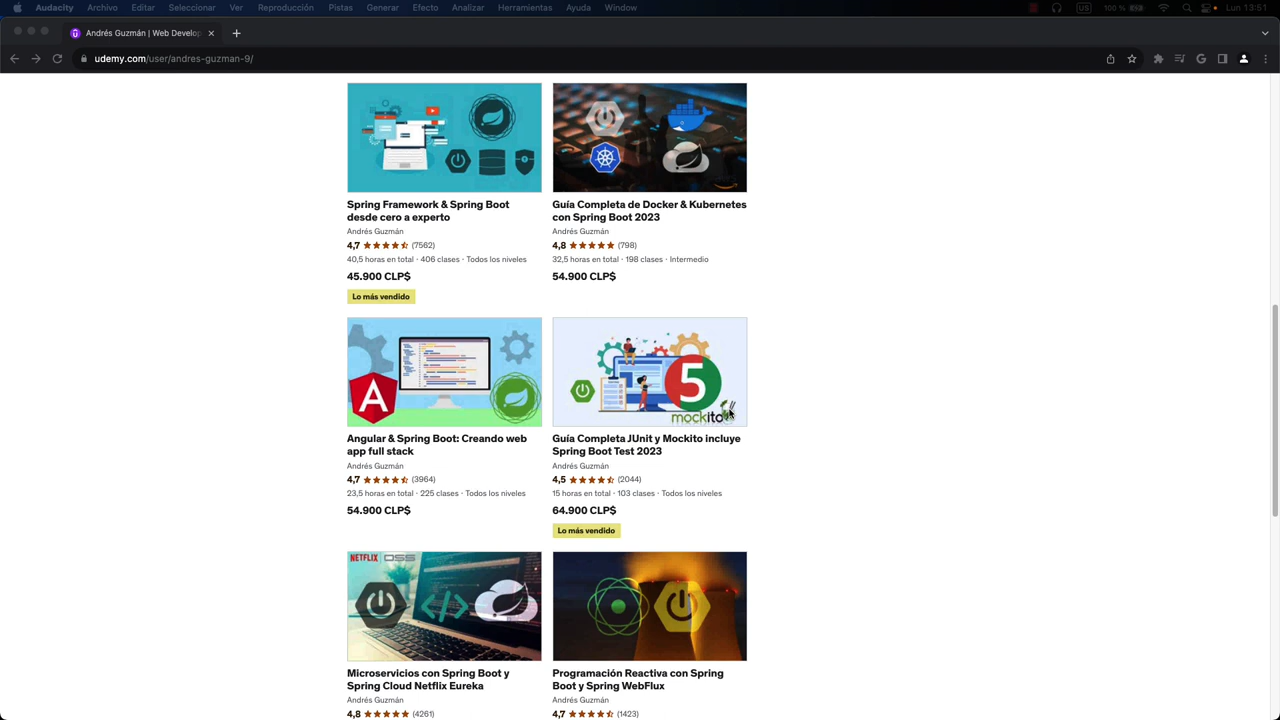 Audacity Archivo Editar Seleccionar Ver Reproducción Pistas Generar Efecto Analizar Herramientas Ayuda Window US 100 % Lun 13:51
Andrés Guzmán | Web Develop
udemy.com/user/andres-guzman-9/
Spring Framework & Spring Boot
desde cero a experto
Andrés Guzmán
4,7 (7562)
40,5 horas en total · 406 clases · Todos los niveles
45.900 CLP$
Lo más vendido
Guía Completa de Docker & Kubernetes
con Spring Boot 2023
Andrés Guzmán
4,8 (798)
32,5 horas en total · 198 clases · Intermedio
54.900 CLP$
A
Angular & Spring Boot: Creando web
app full stack
Andrés Guzmán
4,7 (3964)
23,5 horas en total · 225 clases · Todos los niveles
54.900 CLP$
5
mockito
Guía Completa JUnit y Mockito incluye
Spring Boot Test 2023
Andrés Guzmán
4,5 (2044)
15 horas en total · 103 clases · Todos los niveles
64.900 CLP$
Lo más vendido
NETFLIX OSS
Microservicios con Spring Boot y
Spring Cloud Netflix Eureka
Andrés Guzmán
4,8 (4261)
Programación Reactiva con Spring
Boot y Spring WebFlux
Andrés Guzmán
4,7 (1423)